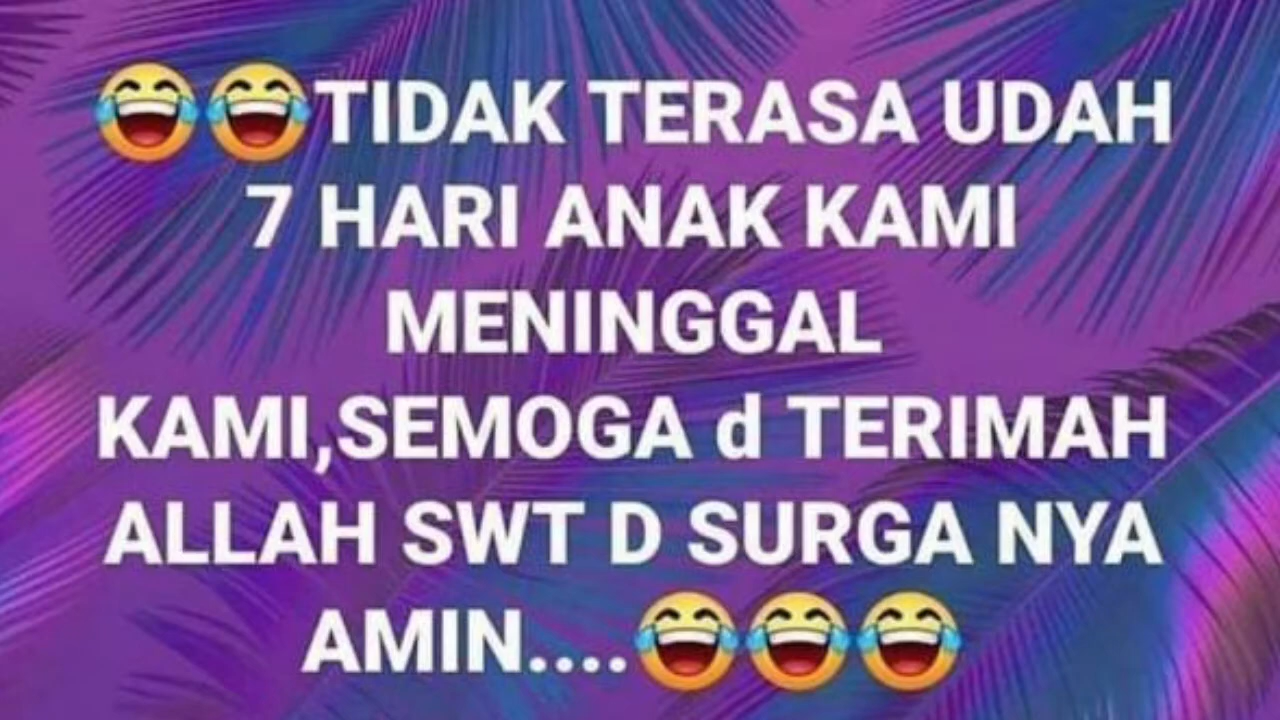 😂😂TIDAK TERASA UDAH
7 HARI ANAK KAMI
MENINGGAL
KAMI,SEMOGA d TERIMAH
ALLAH SWT D SURGA NYA
AMIN....😂😂😂